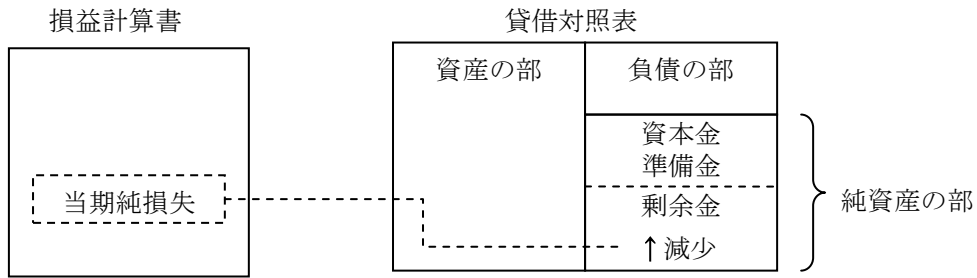 損益計算書
貸借対照表
資産の部
負債の部
資本金
準備金
当期純損失
剰余金
純資産の部
↑減少